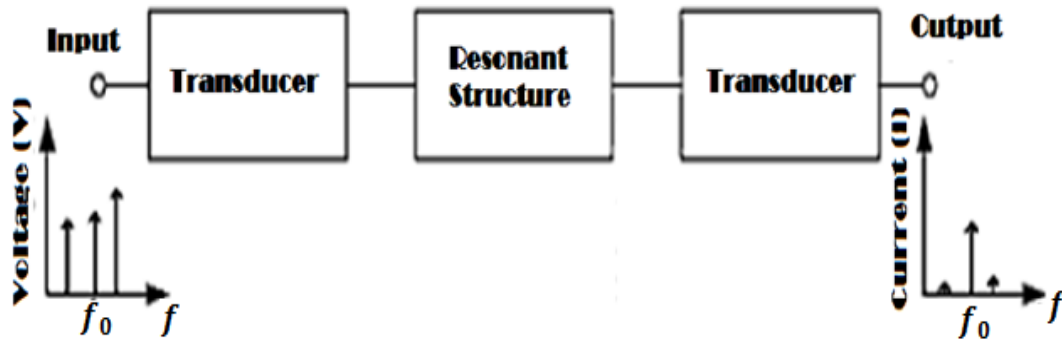 Input
Output
Transducer
Resonant
Structure
Transducer
Voltage (V)
f₀
f
Current (I)
f₀
f